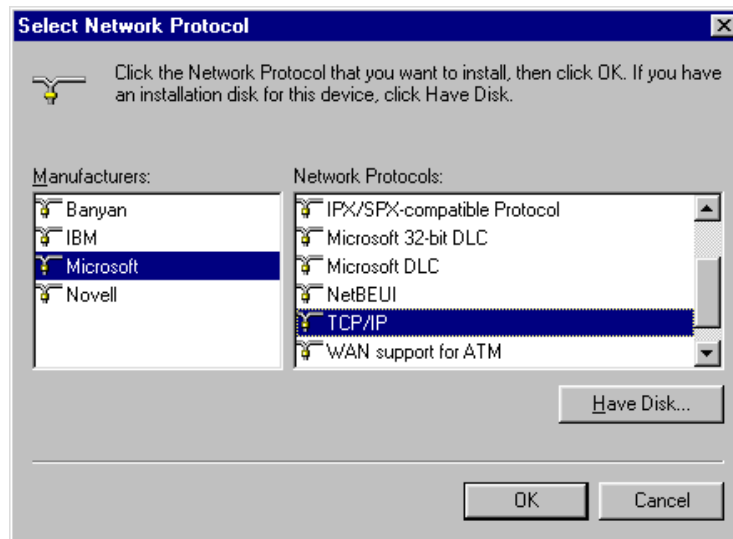 Select Network Protocol
Click the Network Protocol that you want to install, then click OK. If you have
an installation disk for this device, click Have Disk.
Manufacturers:
Banyan
IBM
Microsoft
Novell
Network Protocols:
IPX/SPX-compatible Protocol
Microsoft 32-bit DLC
Microsoft DLC
NetBEUI
TCP/IP
WAN support for ATM
Have Disk...
OK
Cancel